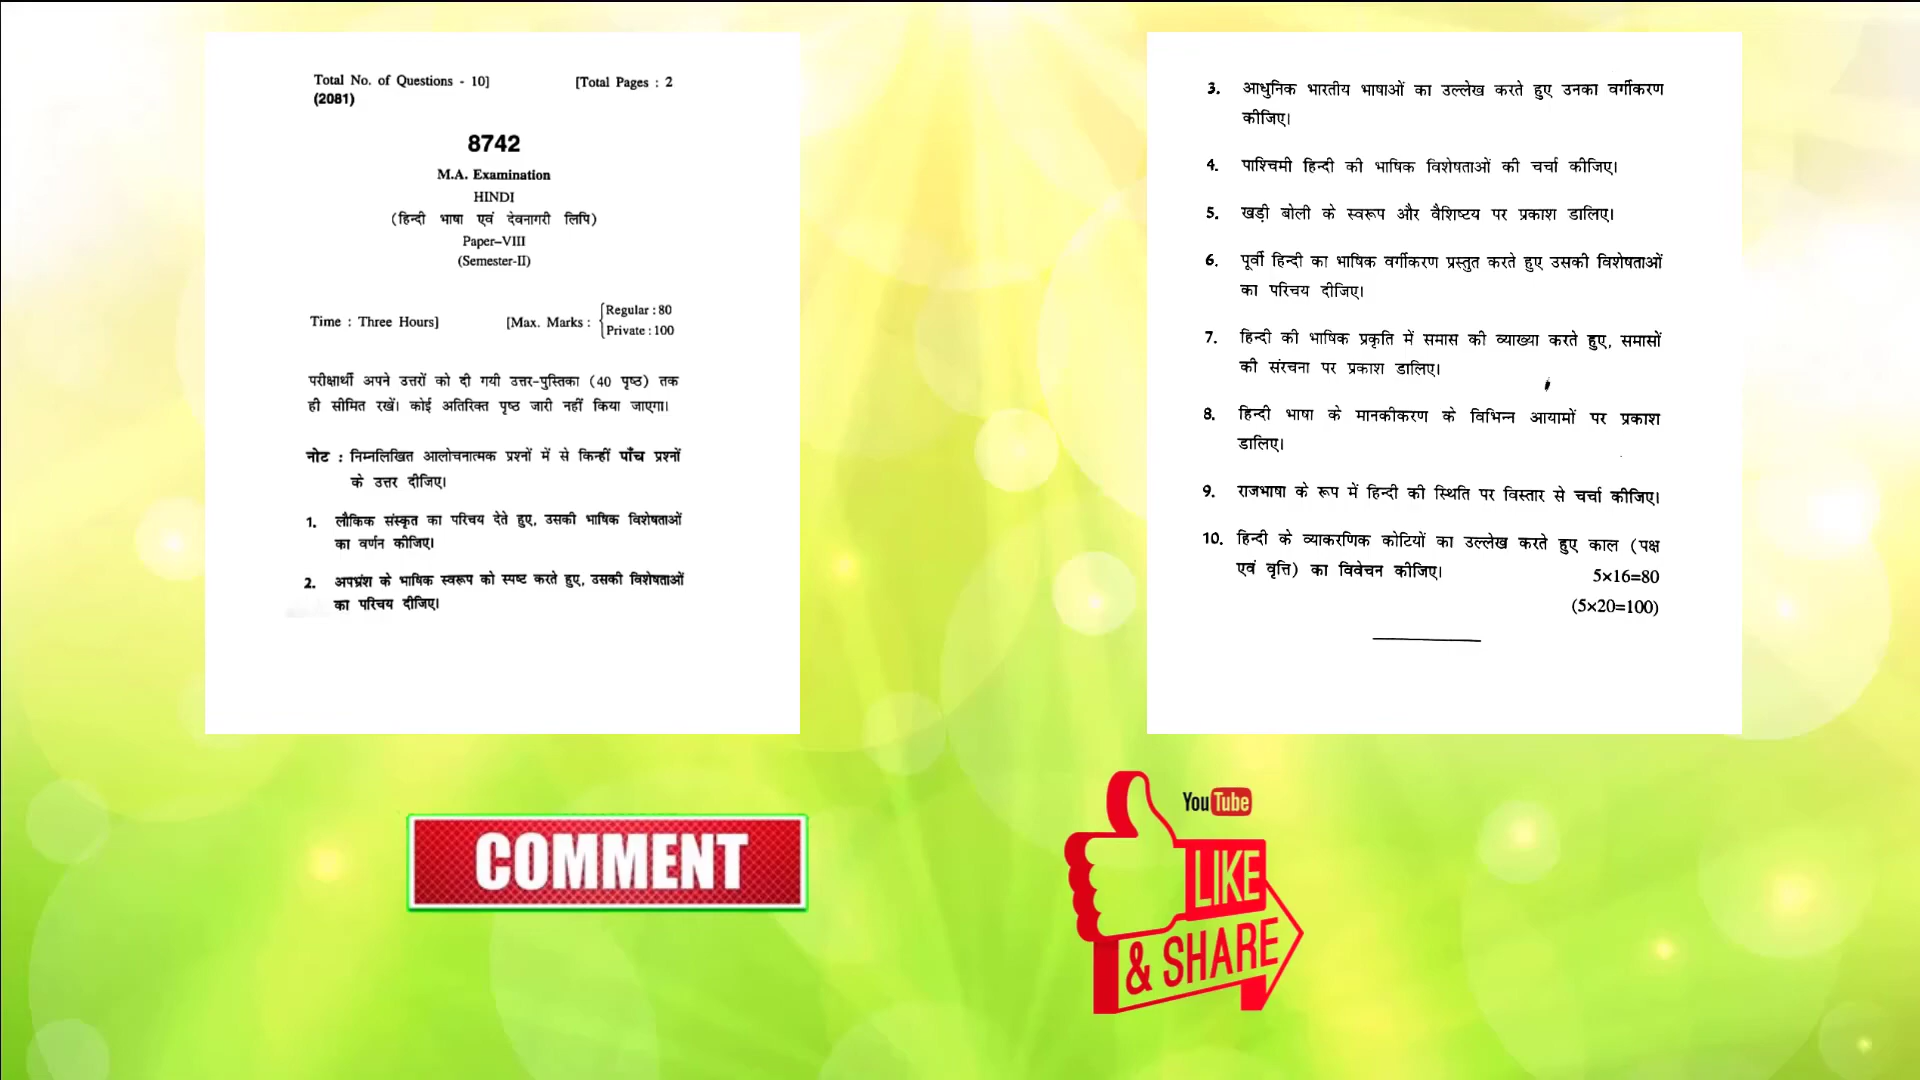 Total No. of Questions - 10] [Total Pages : 2
(2081)
8742
M.A. Examination
HINDI
(हिन्दी भाषा एवं देवनागरी लिपि)
Paper–VIII
(Semester-II)
Time : Three Hours] [Max. Marks : { Regular : 80
Private : 100
परीक्षार्थी अपने उत्तरों को दी गयी उत्तर-पुस्तिका (40 पृष्ठ) तक
ही सीमित रखें। कोई अतिरिक्त पृष्ठ जारी नहीं किया जाएगा।
नोट : निम्नलिखित आलोचनात्मक प्रश्नों में से किन्हीं पाँच प्रश्नों
के उत्तर दीजिए।
1. लौकिक संस्कृत का परिचय देते हुए, उसकी भाषिक विशेषताओं
का वर्णन कीजिए।
2. अपभ्रंश के भाषिक स्वरूप को स्पष्ट करते हुए, उसकी विशेषताओं
का परिचय दीजिए।
3. आधुनिक भारतीय भाषाओं का उल्लेख करते हुए उनका वर्गीकरण
कीजिए।
4. पाश्चिमी हिन्दी की भाषिक विशेषताओं की चर्चा कीजिए।
5. खड़ी बोली के स्वरूप और वैशिष्टय पर प्रकाश डालिए।
6. पूर्वी हिन्दी का भाषिक वर्गीकरण प्रस्तुत करते हुए उसकी विशेषताओं
का परिचय दीजिए।
7. हिन्दी की भाषिक प्रकृति में समास की व्याख्या करते हुए, समासों
की संरचना पर प्रकाश डालिए।
8. हिन्दी भाषा के मानकीकरण के विभिन्न आयामों पर प्रकाश
डालिए।
9. राजभाषा के रूप में हिन्दी की स्थिति पर विस्तार से चर्चा कीजिए।
10. हिन्दी के व्याकरणिक कोटियों का उल्लेख करते हुए काल (पक्ष
एवं वृत्ति) का विवेचन कीजिए।
5×16=80
(5×20=100)
COMMENT
YouTube
LIKE
& SHARE